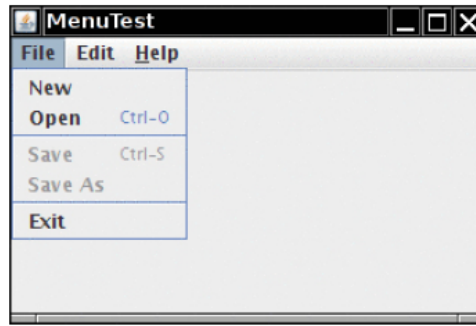 MenuTest
File Edit Help
New
Open Ctrl-O
Save Ctrl-S
Save As
Exit